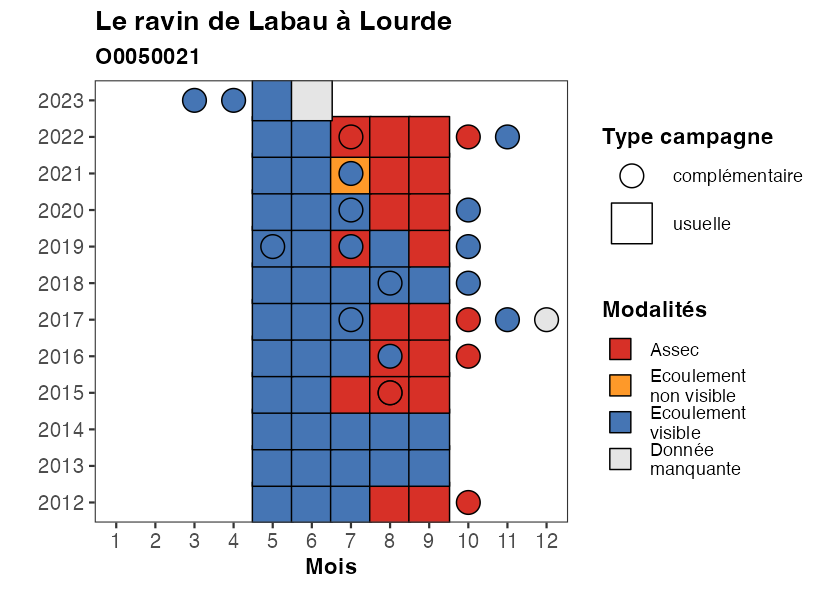 Le ravin de Labau à Lourde
O0050021
2023
2022
2021
2020
2019
2018
2017
2016
2015
2014
2013
2012
1 2 3 4 5 6 7 8 9 10 11 12
Mois
Type campagne
complémentaire
usuelle
Modalités
Assec
Ecoulement
non visible
Ecoulement
visible
Donnée
manquante